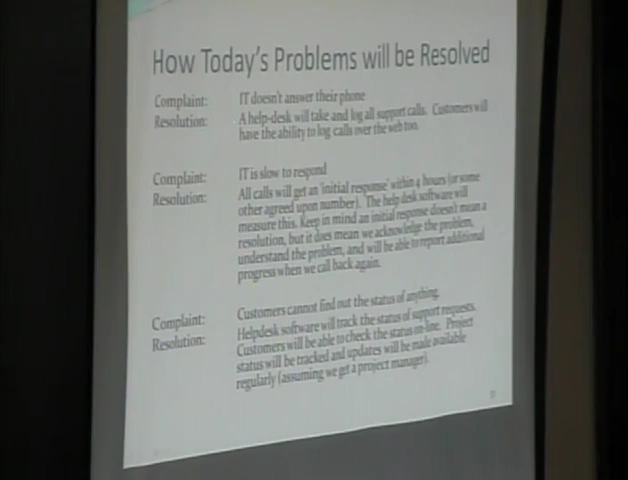 How Today's Problems will be Resolved
Complaint: IT doesn't answer their phone
Resolution: A help-desk will take and log all support calls. Customers will
have the ability to log calls over the web too.
Complaint: IT is slow to respond
Resolution: All calls will get an 'initial response' within 4 hours (or some
other agreed upon number). The help desk software will
measure this. Keep in mind an initial response doesn't mean a
resolution, but it does mean we acknowledge the problem,
understand the problem, and will be able to report additional
progress when we call back again.
Complaint: Customers cannot find out the status of anything.
Resolution: Helpdesk software will track the status of support requests.
Customers will be able to check the status on-line. Project
status will be tracked and updates will be made available
regularly (assuming we get a project manager).